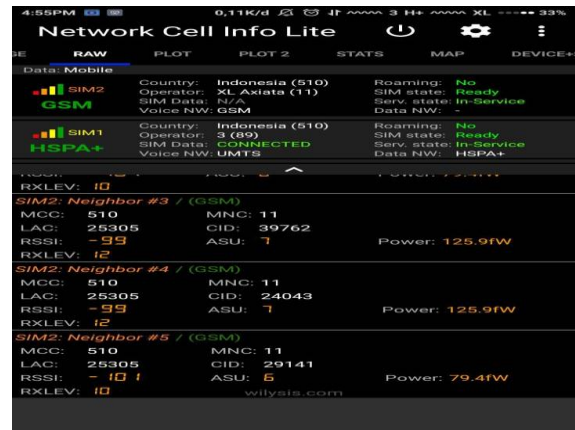 4:55PM 0,11K/d 3 H+ XL 33%
Network Cell Info Lite
GE RAW PLOT PLOT 2 STATS MAP DEVICE+
Data: Mobile
SIM2 GSM
Country: Indonesia (510) Roaming: No
Operator: XL Axiata (11) SIM state: Ready
SIM Data: N/A Serv. state: In-Service
Voice NW: GSM Data NW: -
SIM1 HSPA+
Country: Indonesia (510) Roaming: No
Operator: 3 (89) SIM state: Ready
SIM Data: CONNECTED Serv. state: In-Service
Voice NW: UMTS Data NW: HSPA+
RXLEV: 10
SIM2: Neighbor #3 / (GSM)
MCC: 510 MNC: 11
LAC: 25305 CID: 39762
RSSI: -99 ASU: 7 Power: 125.9fW
RXLEV: 12
SIM2: Neighbor #4 / (GSM)
MCC: 510 MNC: 11
LAC: 25305 CID: 24043
RSSI: -99 ASU: 7 Power: 125.9fW
RXLEV: 12
SIM2: Neighbor #5 / (GSM)
MCC: 510 MNC: 11
LAC: 25305 CID: 29141
RSSI: -101 ASU: 6 Power: 79.4fW
RXLEV: 10
wilysis.com